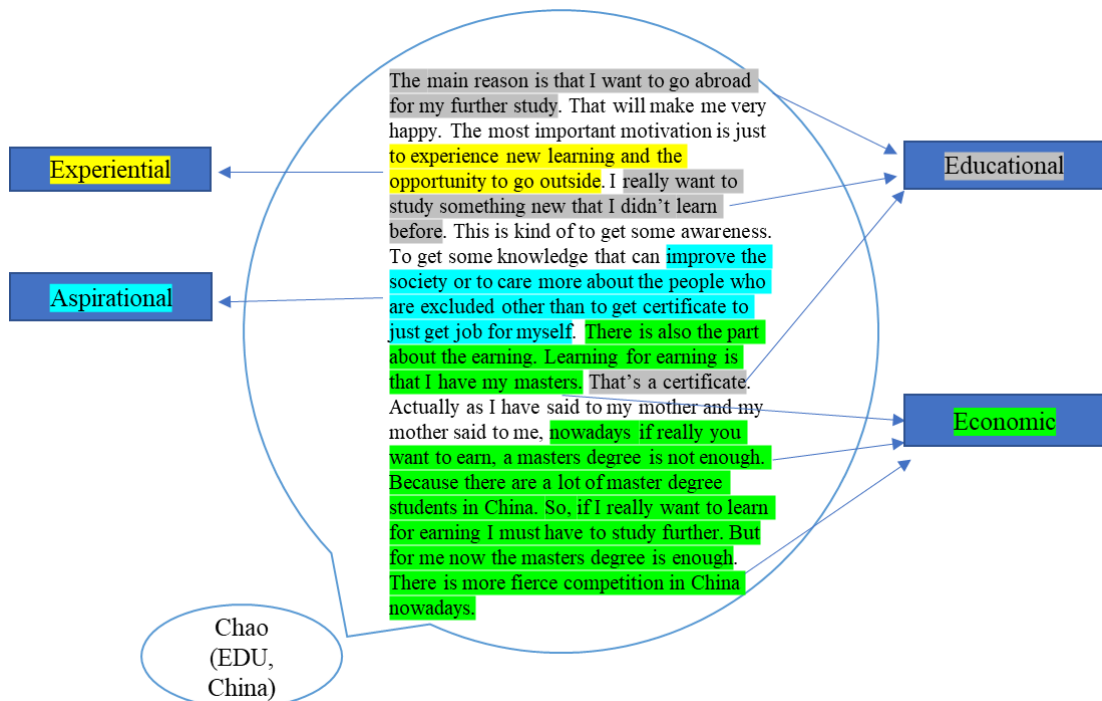 The main reason is that I want to go abroad
for my further study. That will make me very
happy. The most important motivation is just
to experience new learning and the
opportunity to go outside. I really want to
study something new that I didn't learn
before. This is kind of to get some awareness.
To get some knowledge that can improve the
society or to care more about the people who
are excluded other than to get certificate to
just get job for myself. There is also the part
about the earning. Learning for earning is
that I have my masters. That's a certificate.
Actually as I have said to my mother and my
mother said to me, nowadays if really you
want to earn, a masters degree is not enough.
Because there are a lot of master degree
students in China. So, if I really want to learn
for earning I must have to study further. But
for me now the masters degree is enough.
There is more fierce competition in China
nowadays.
Experiential
Aspirational
Educational
Economic
Chao
(EDU,
China)